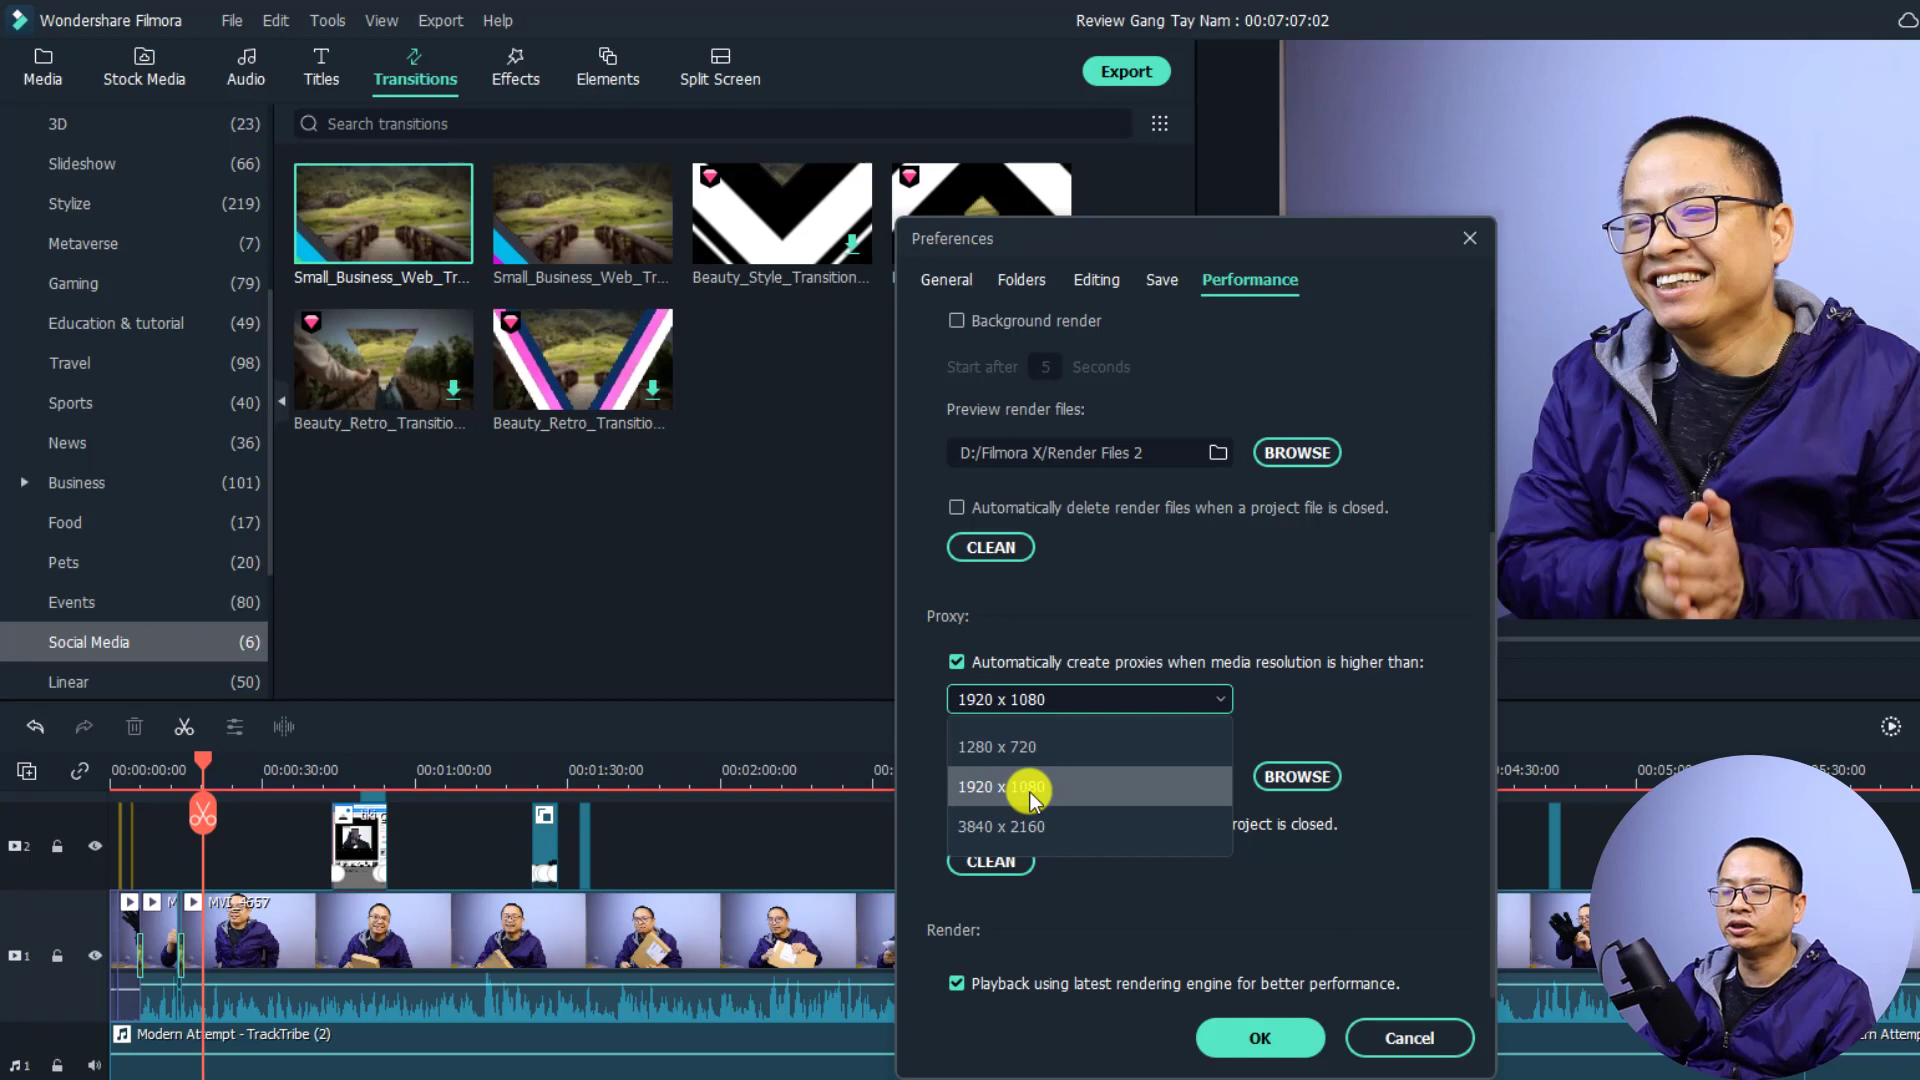 Wondershare Filmora File Edit Tools View Export Help Review Gang Tay Nam : 00:07:07:02
Media Stock Media Audio Titles Transitions Effects Elements Split Screen Export
3D (23)
Slideshow (66)
Stylize (219)
Metaverse (7)
Gaming (79)
Education & tutorial (49)
Travel (98)
Sports (40)
News (36)
Business (101)
Food (17)
Pets (20)
Events (80)
Social Media (6)
Linear (50)
Search transitions
Small_Business_Web_Tr... Small_Business_Web_Tr... Beauty_Style_Transition...
Beauty_Retro_Transitio... Beauty_Retro_Transitio...
Preferences
General Folders Editing Save Performance
Background render
Start after 5 Seconds
Preview render files:
D:/Filmora X/Render Files 2 BROWSE
Automatically delete render files when a project file is closed.
CLEAN
Proxy:
Automatically create proxies when media resolution is higher than:
1920 x 1080
1280 x 720
1920 x 1080 BROWSE
3840 x 2160 roject is closed.
CLEAN
Render:
Playback using latest rendering engine for better performance.
OK Cancel
00:00:00:00 00:00:30:00 00:01:00:00 00:01:30:00 00:02:00:00 00: :04:30:00 00:05: :05:30:00
2
M MVI_4657
1
Modern Attempt - TrackTribe (2) rn Attemp
1